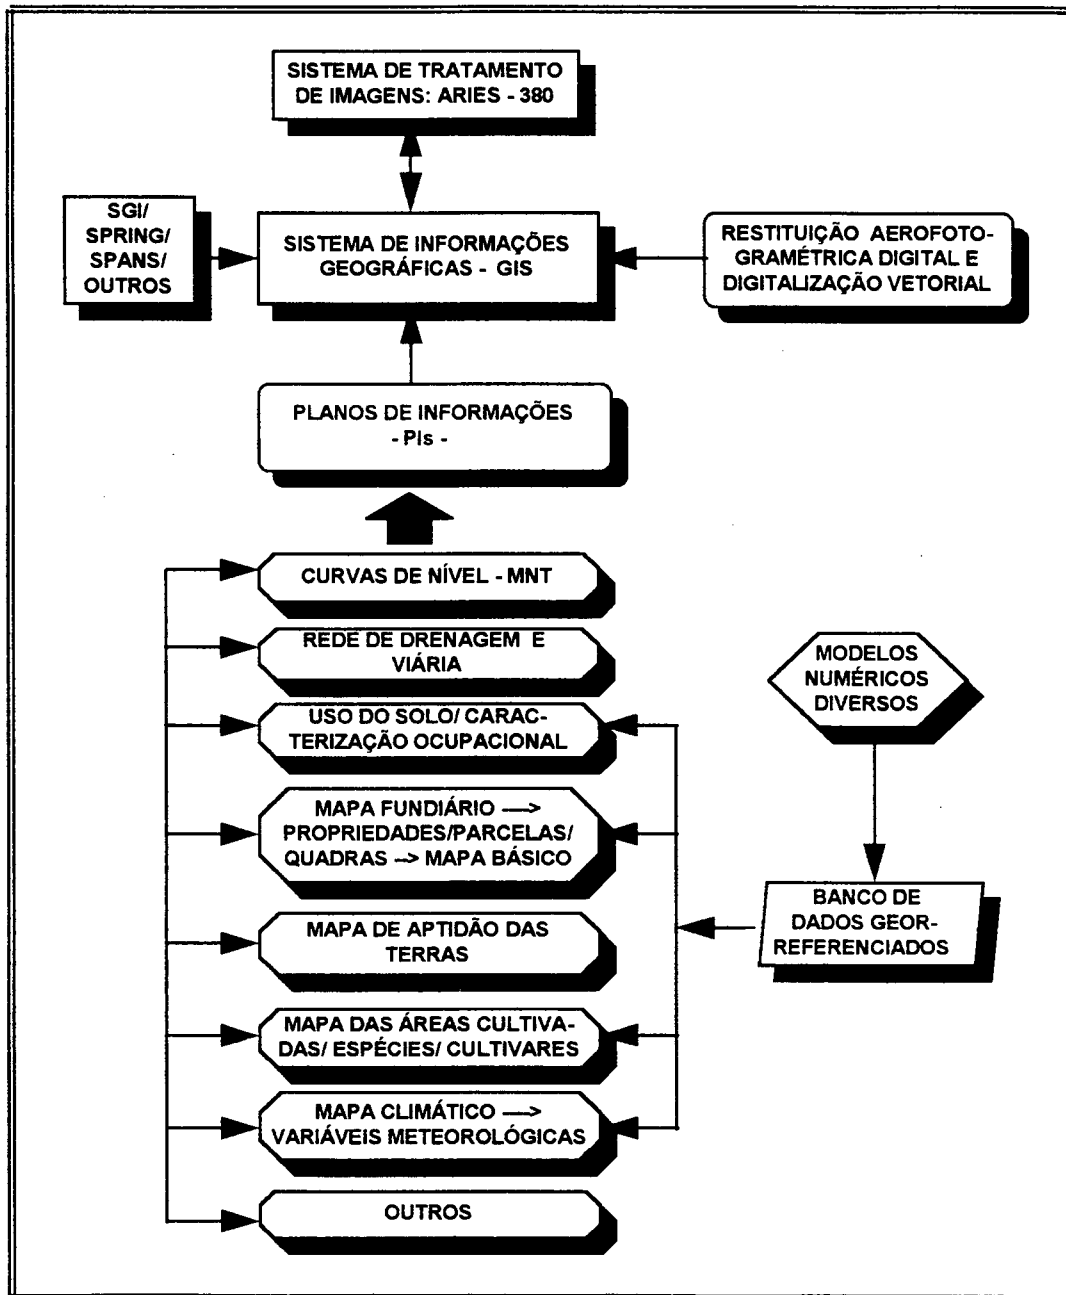 SISTEMA DE TRATAMENTO
DE IMAGENS: ARIES - 380
SGI/
SPRING/
SPANS/
OUTROS
SISTEMA DE INFORMAÇÕES
GEOGRÁFICAS - GIS
RESTITUIÇÃO AEROFOTO-
GRAMÉTRICA DIGITAL E
DIGITALIZAÇÃO VETORIAL
PLANOS DE INFORMAÇÕES
- PIs -
CURVAS DE NÍVEL - MNT
REDE DE DRENAGEM E
VIÁRIA
USO DO SOLO/ CARAC-
TERIZAÇÃO OCUPACIONAL
MAPA FUNDIÁRIO —>
PROPRIEDADES/PARCELAS/
QUADRAS –> MAPA BÁSICO
MAPA DE APTIDÃO DAS
TERRAS
MAPA DAS ÁREAS CULTIVA-
DAS/ ESPÉCIES/ CULTIVARES
MAPA CLIMÁTICO —>
VARIÁVEIS METEOROLÓGICAS
OUTROS
MODELOS
NUMÉRICOS
DIVERSOS
BANCO DE
DADOS GEOR-
REFERENCIADOS